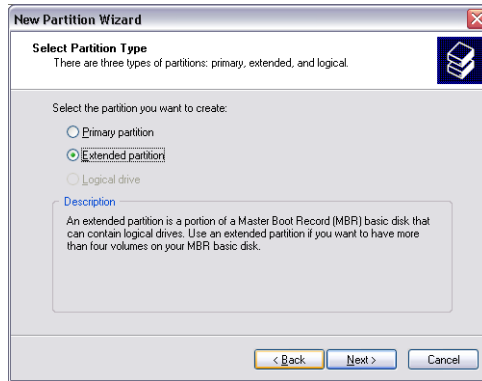 New Partition Wizard
Select Partition Type
There are three types of partitions: primary, extended, and logical.
Select the partition you want to create:
Primary partition
Extended partition
Logical drive
Description
An extended partition is a portion of a Master Boot Record (MBR) basic disk that
can contain logical drives. Use an extended partition if you want to have more
than four volumes on your MBR basic disk.
< Back Next > Cancel